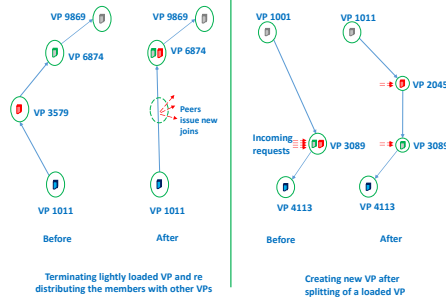 VP 9869
VP 6874
VP 3579
VP 1011
Before
VP 9869
VP 6874
Peers
issue new
joins
VP 1011
After
Terminating lightly loaded VP and re
distributing the members with other VPs
VP 1001
Incoming
requests
VP 3089
VP 4113
Before
VP 1011
VP 2045
VP 3089
VP 4113
After
Creating new VP after
splitting of a loaded VP